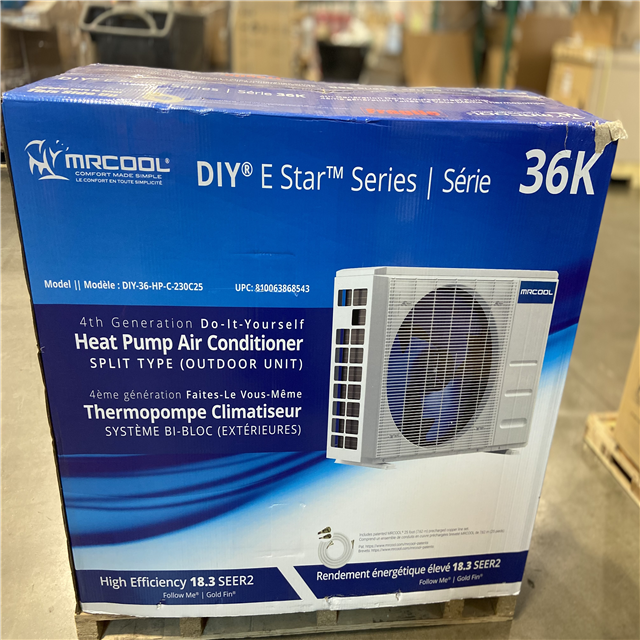 Série 36K
MRCOOL®
COMFORT MADE SIMPLE
LE CONFORT EN TOUTE SIMPLICITÉ
DIY® E Star™ Series | Série 36K
Model || Modèle : DIY-36-HP-C-230C25 UPC: 810063868543
MRCOOL
4th Generation Do-It-Yourself
Heat Pump Air Conditioner
SPLIT TYPE (OUTDOOR UNIT)
4ème génération Faites-Le Vous-Même
Thermopompe Climatiseur
SYSTÈME BI-BLOC (EXTÉRIEURES)
High Efficiency 18.3 SEER2
Follow Me® | Gold Fin®
Rendement énergétique élevé 18.3 SEER2
Follow Me® | Gold Fin®